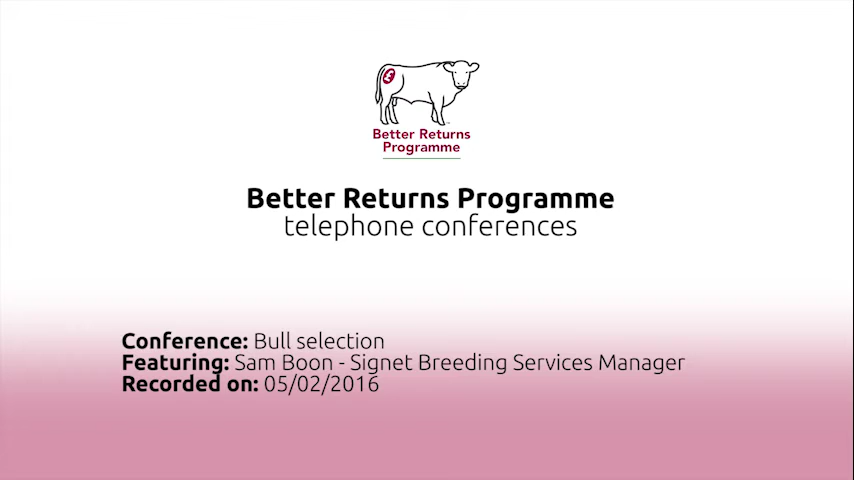 Better Returns
Programme
Better Returns Programme
telephone conferences
Conference: Bull selection
Featuring: Sam Boon - Signet Breeding Services Manager
Recorded on: 05/02/2016